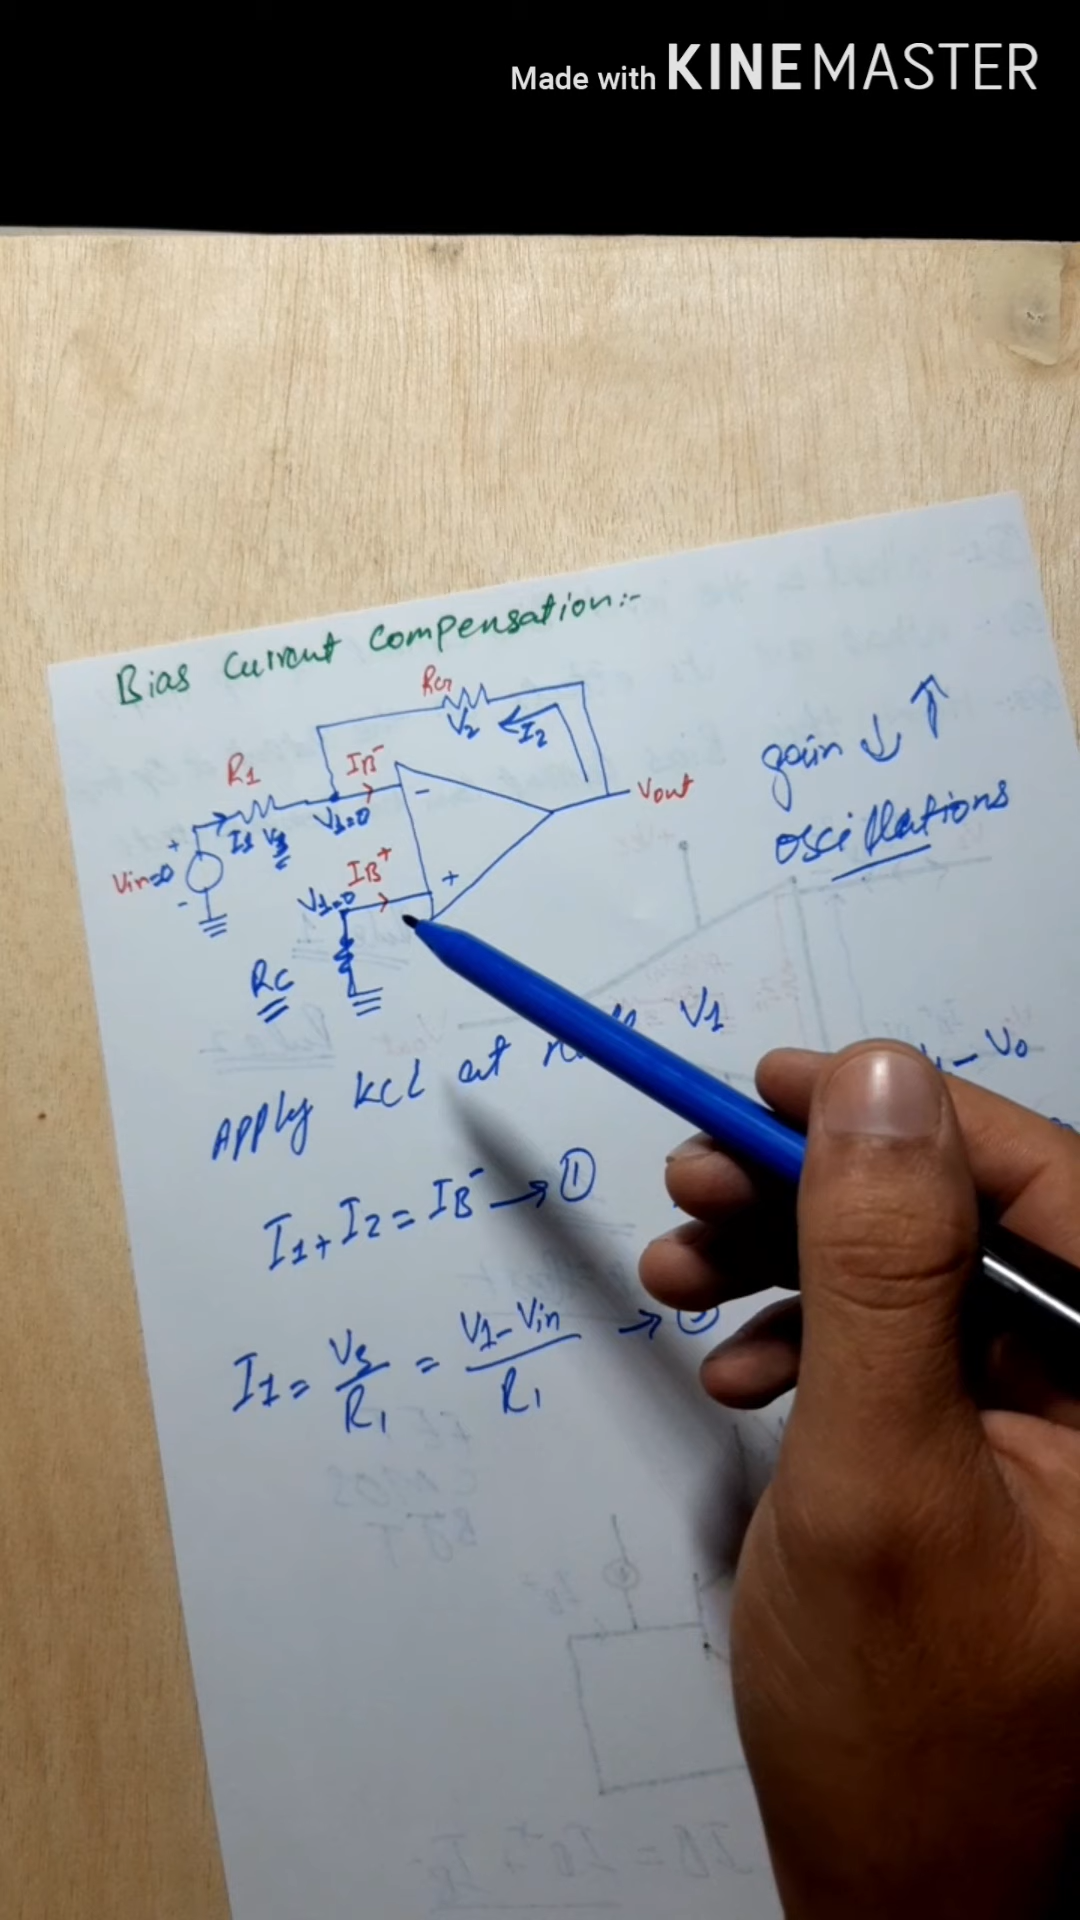 Made with KINEMASTER
Bias Current Compensation:-
V2
I2
R1
IB-
-
Vout
gain ↓ ↑
oscillations
+
I1
V1=0
Vin=0
-
IB+
+
V1=0
RC
Apply KCL at V1
I1+I2=IB- → ①
- Vo
I1 = V3/R1 = V1-Vin/R1 →